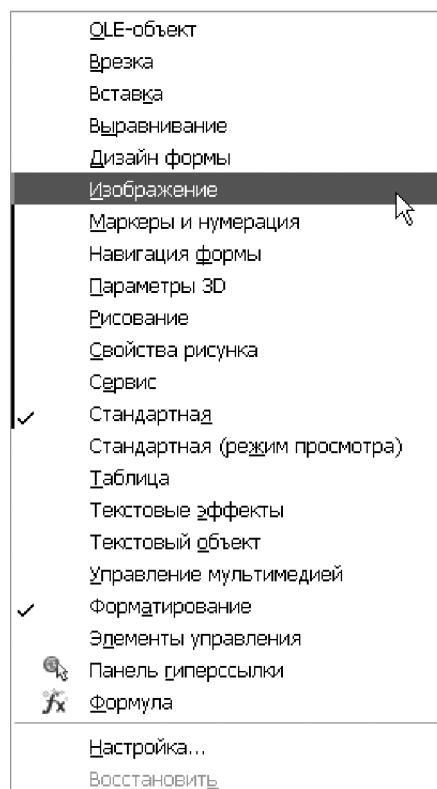 OLE-объект
Врезка
Вставка
Выравнивание
Дизайн формы
Изображение
Маркеры и нумерация
Навигация формы
Параметры 3D
Рисование
Свойства рисунка
Сервис
Стандартная
Стандартная (режим просмотра)
Таблица
Текстовые эффекты
Текстовый объект
Управление мультимедией
Форматирование
Элементы управления
Панель гиперссылки
fx Формула
Настройка...
Восстановить